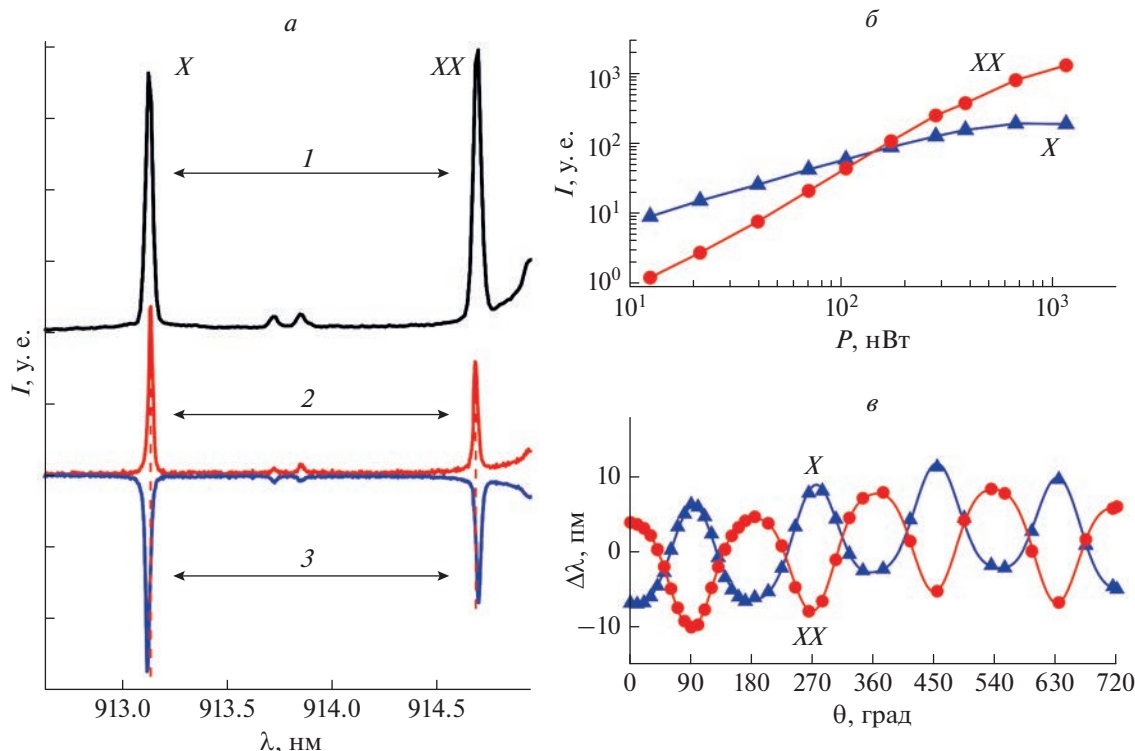 а
X
XX
1
2
3
I, у. е.
913.0 913.5 914.0 914.5
λ, нм
б
10³
10²
10¹
10⁰
I, у. е.
XX
X
10¹ 10² 10³
P, нВт
в
10
0
−10
Δλ, пм
X
XX
0 90 180 270 360 450 540 630 720
θ, град